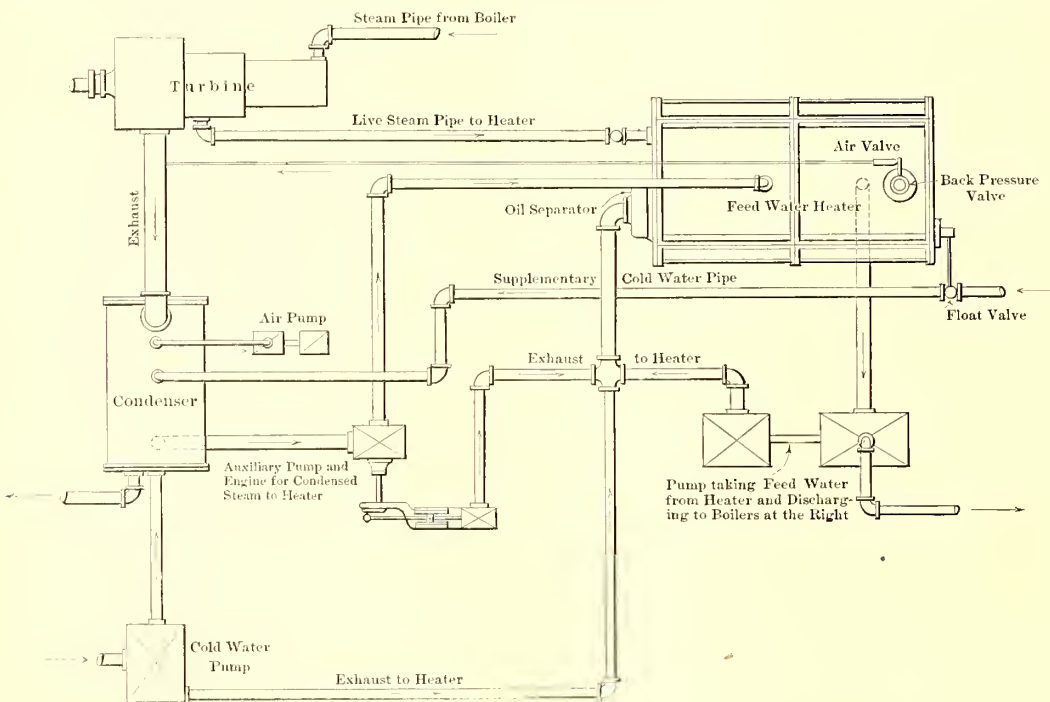 Steam Pipe from Boiler
Turbine
Live Steam Pipe to Heater
Air Valve
Back Pressure
Valve
Exhaust
Oil Separator
Feed Water Heater
Supplementary Cold Water Pipe
Float Valve
Air Pump
Exhaust to Heater
Condenser
Auxiliary Pump and
Engine for Condensed
Steam to Heater
Pump taking Feed Water
from Heater and Discharg-
ing to Boilers at the Right
Cold Water
Pump
Exhaust to Heater